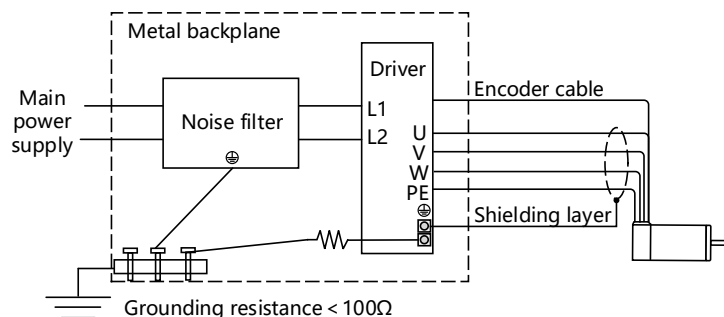 Metal backplane
Driver
Encoder cable
Main
power
supply
Noise filter
L1
L2
U
V
W
PE
Shielding layer
Grounding resistance < 100Ω